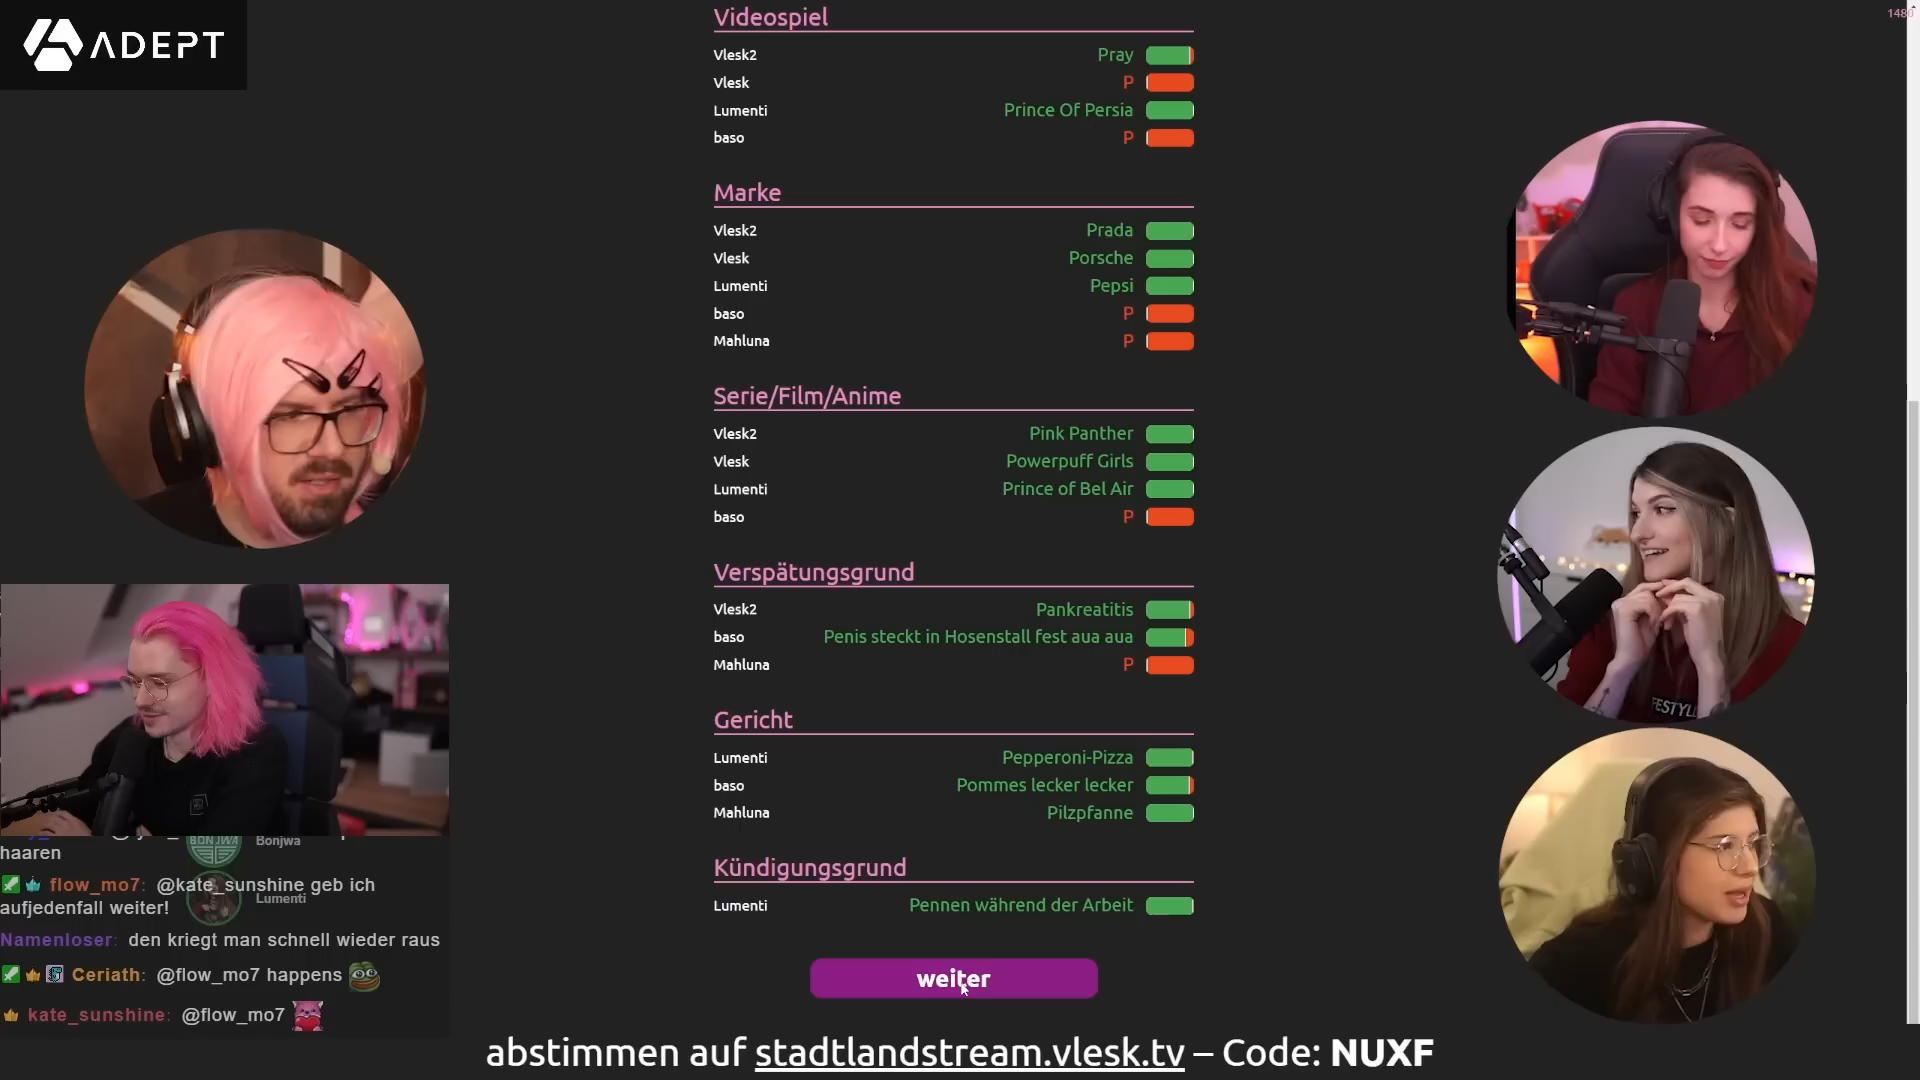 ADEPT
148
Videospiel
Vlesk2 Pray
Vlesk P
Lumenti Prince Of Persia
baso P
Marke
Vlesk2 Prada
Vlesk Porsche
Lumenti Pepsi
baso P
Mahluna P
Serie/Film/Anime
Vlesk2 Pink Panther
Vlesk Powerpuff Girls
Lumenti Prince of Bel Air
baso P
Verspätungsgrund
Vlesk2 Pankreatitis
baso Penis steckt in Hosenstall fest aua aua
Mahluna P
Gericht
Lumenti Pepperoni-Pizza
baso Pommes lecker lecker
Mahluna Pilzpfanne
Kündigungsgrund
Lumenti Pennen während der Arbeit
weiter
BONJWA
Bonjwa
haaren
flow_mo7: @kate_sunshine geb ich
Lumenti
aufjedenfall weiter!
Namenloser: den kriegt man schnell wieder raus
Ceriath: @flow_mo7 happens
kate_sunshine: @flow_mo7
abstimmen auf stadtlandstream.vlesk.tv – Code: NUXF